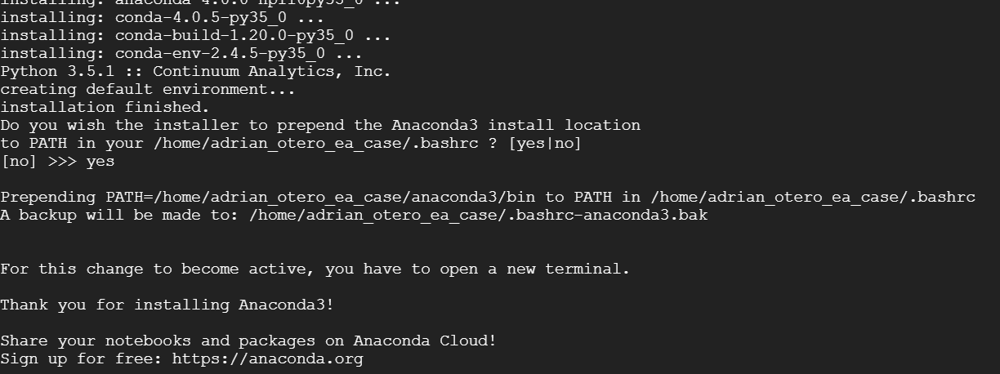 installing: anaconda-4.0.0-np110py35_0 ...
installing: conda-4.0.5-py35_0 ...
installing: conda-build-1.20.0-py35_0 ...
installing: conda-env-2.4.5-py35_0 ...
Python 3.5.1 :: Continuum Analytics, Inc.
creating default environment...
installation finished.
Do you wish the installer to prepend the Anaconda3 install location
to PATH in your /home/adrian_otero_ea_case/.bashrc ? [yes|no]
[no] >>> yes
Prepending PATH=/home/adrian_otero_ea_case/anaconda3/bin to PATH in /home/adrian_otero_ea_case/.bashrc
A backup will be made to: /home/adrian_otero_ea_case/.bashrc-anaconda3.bak
For this change to become active, you have to open a new terminal.
Thank you for installing Anaconda3!
Share your notebooks and packages on Anaconda Cloud!
Sign up for free: https://anaconda.org